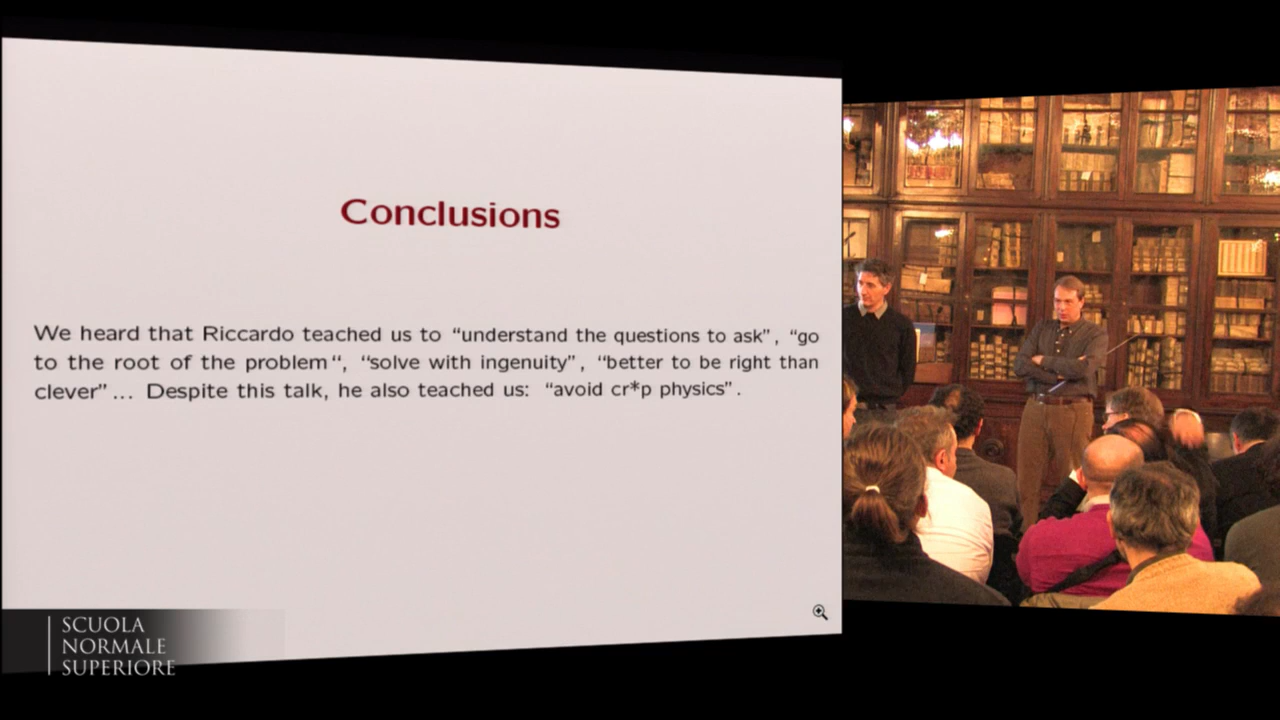 Conclusions
We heard that Riccardo teached us to “understand the questions to ask”, “go
to the root of the problem“, “solve with ingenuity”, “better to be right than
clever”... Despite this talk, he also teached us: “avoid cr*p physics”.
SCUOLA
NORMALE
SUPERIORE